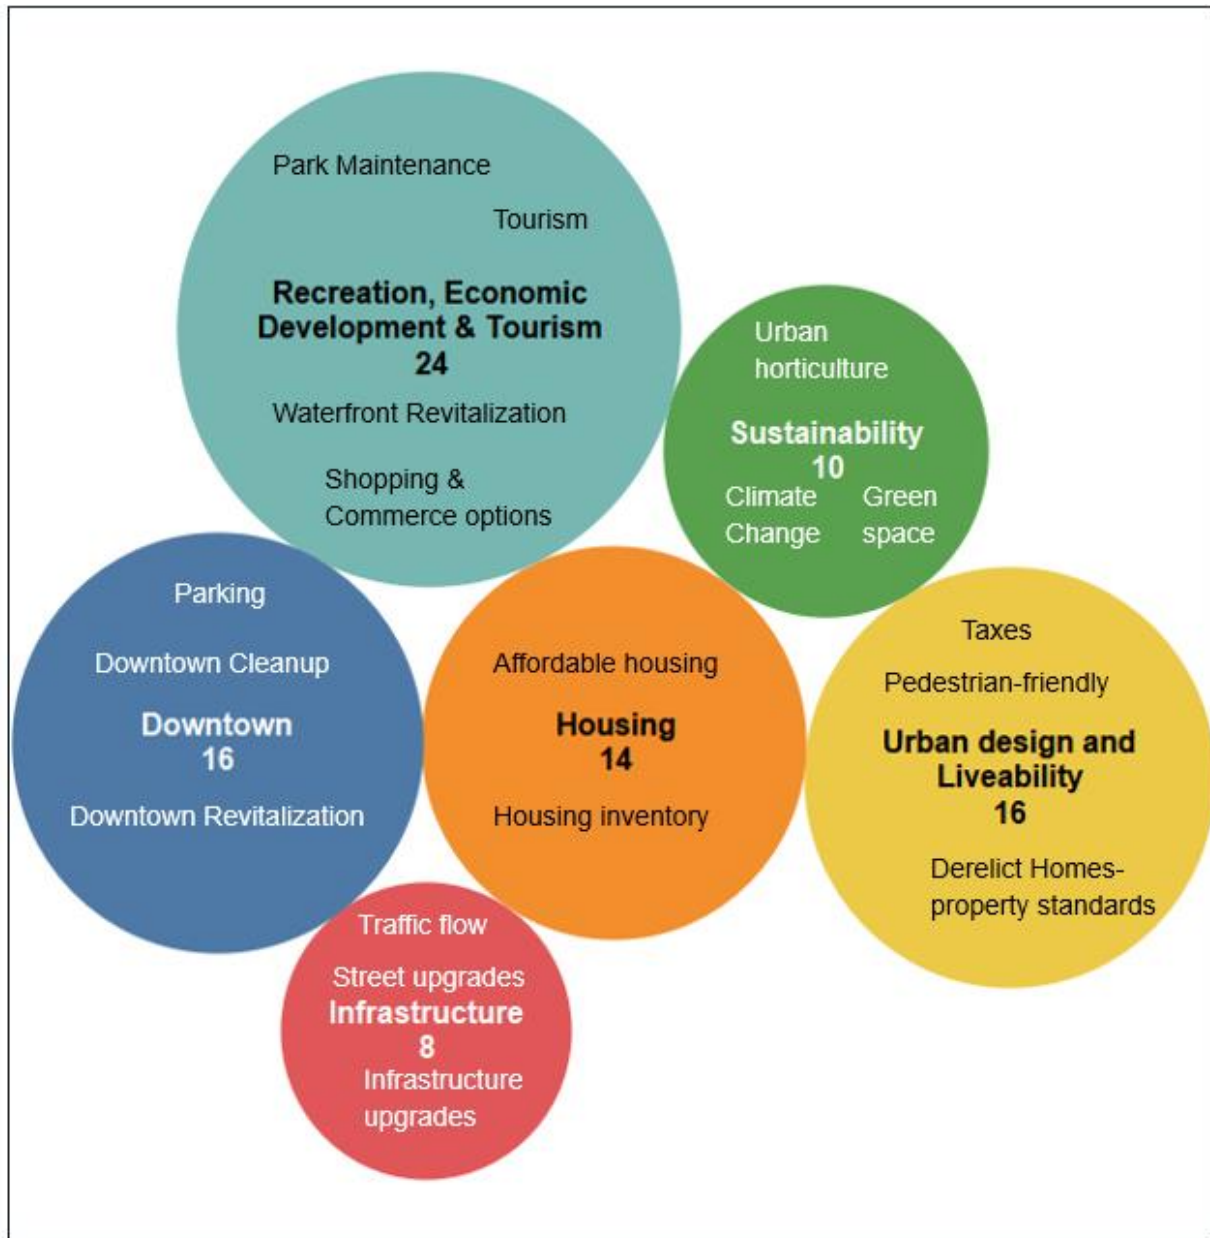 Park Maintenance
Tourism
Recreation, Economic
Development & Tourism
24
Waterfront Revitalization
Shopping &
Commerce options
Urban
horticulture
Sustainability
10
Climate
Change
Green
space
Parking
Downtown Cleanup
Downtown
16
Downtown Revitalization
Affordable housing
Housing
14
Housing inventory
Taxes
Pedestrian-friendly
Urban design and
Liveability
16
Derelict Homes-
property standards
Traffic flow
Street upgrades
Infrastructure
8
Infrastructure
upgrades